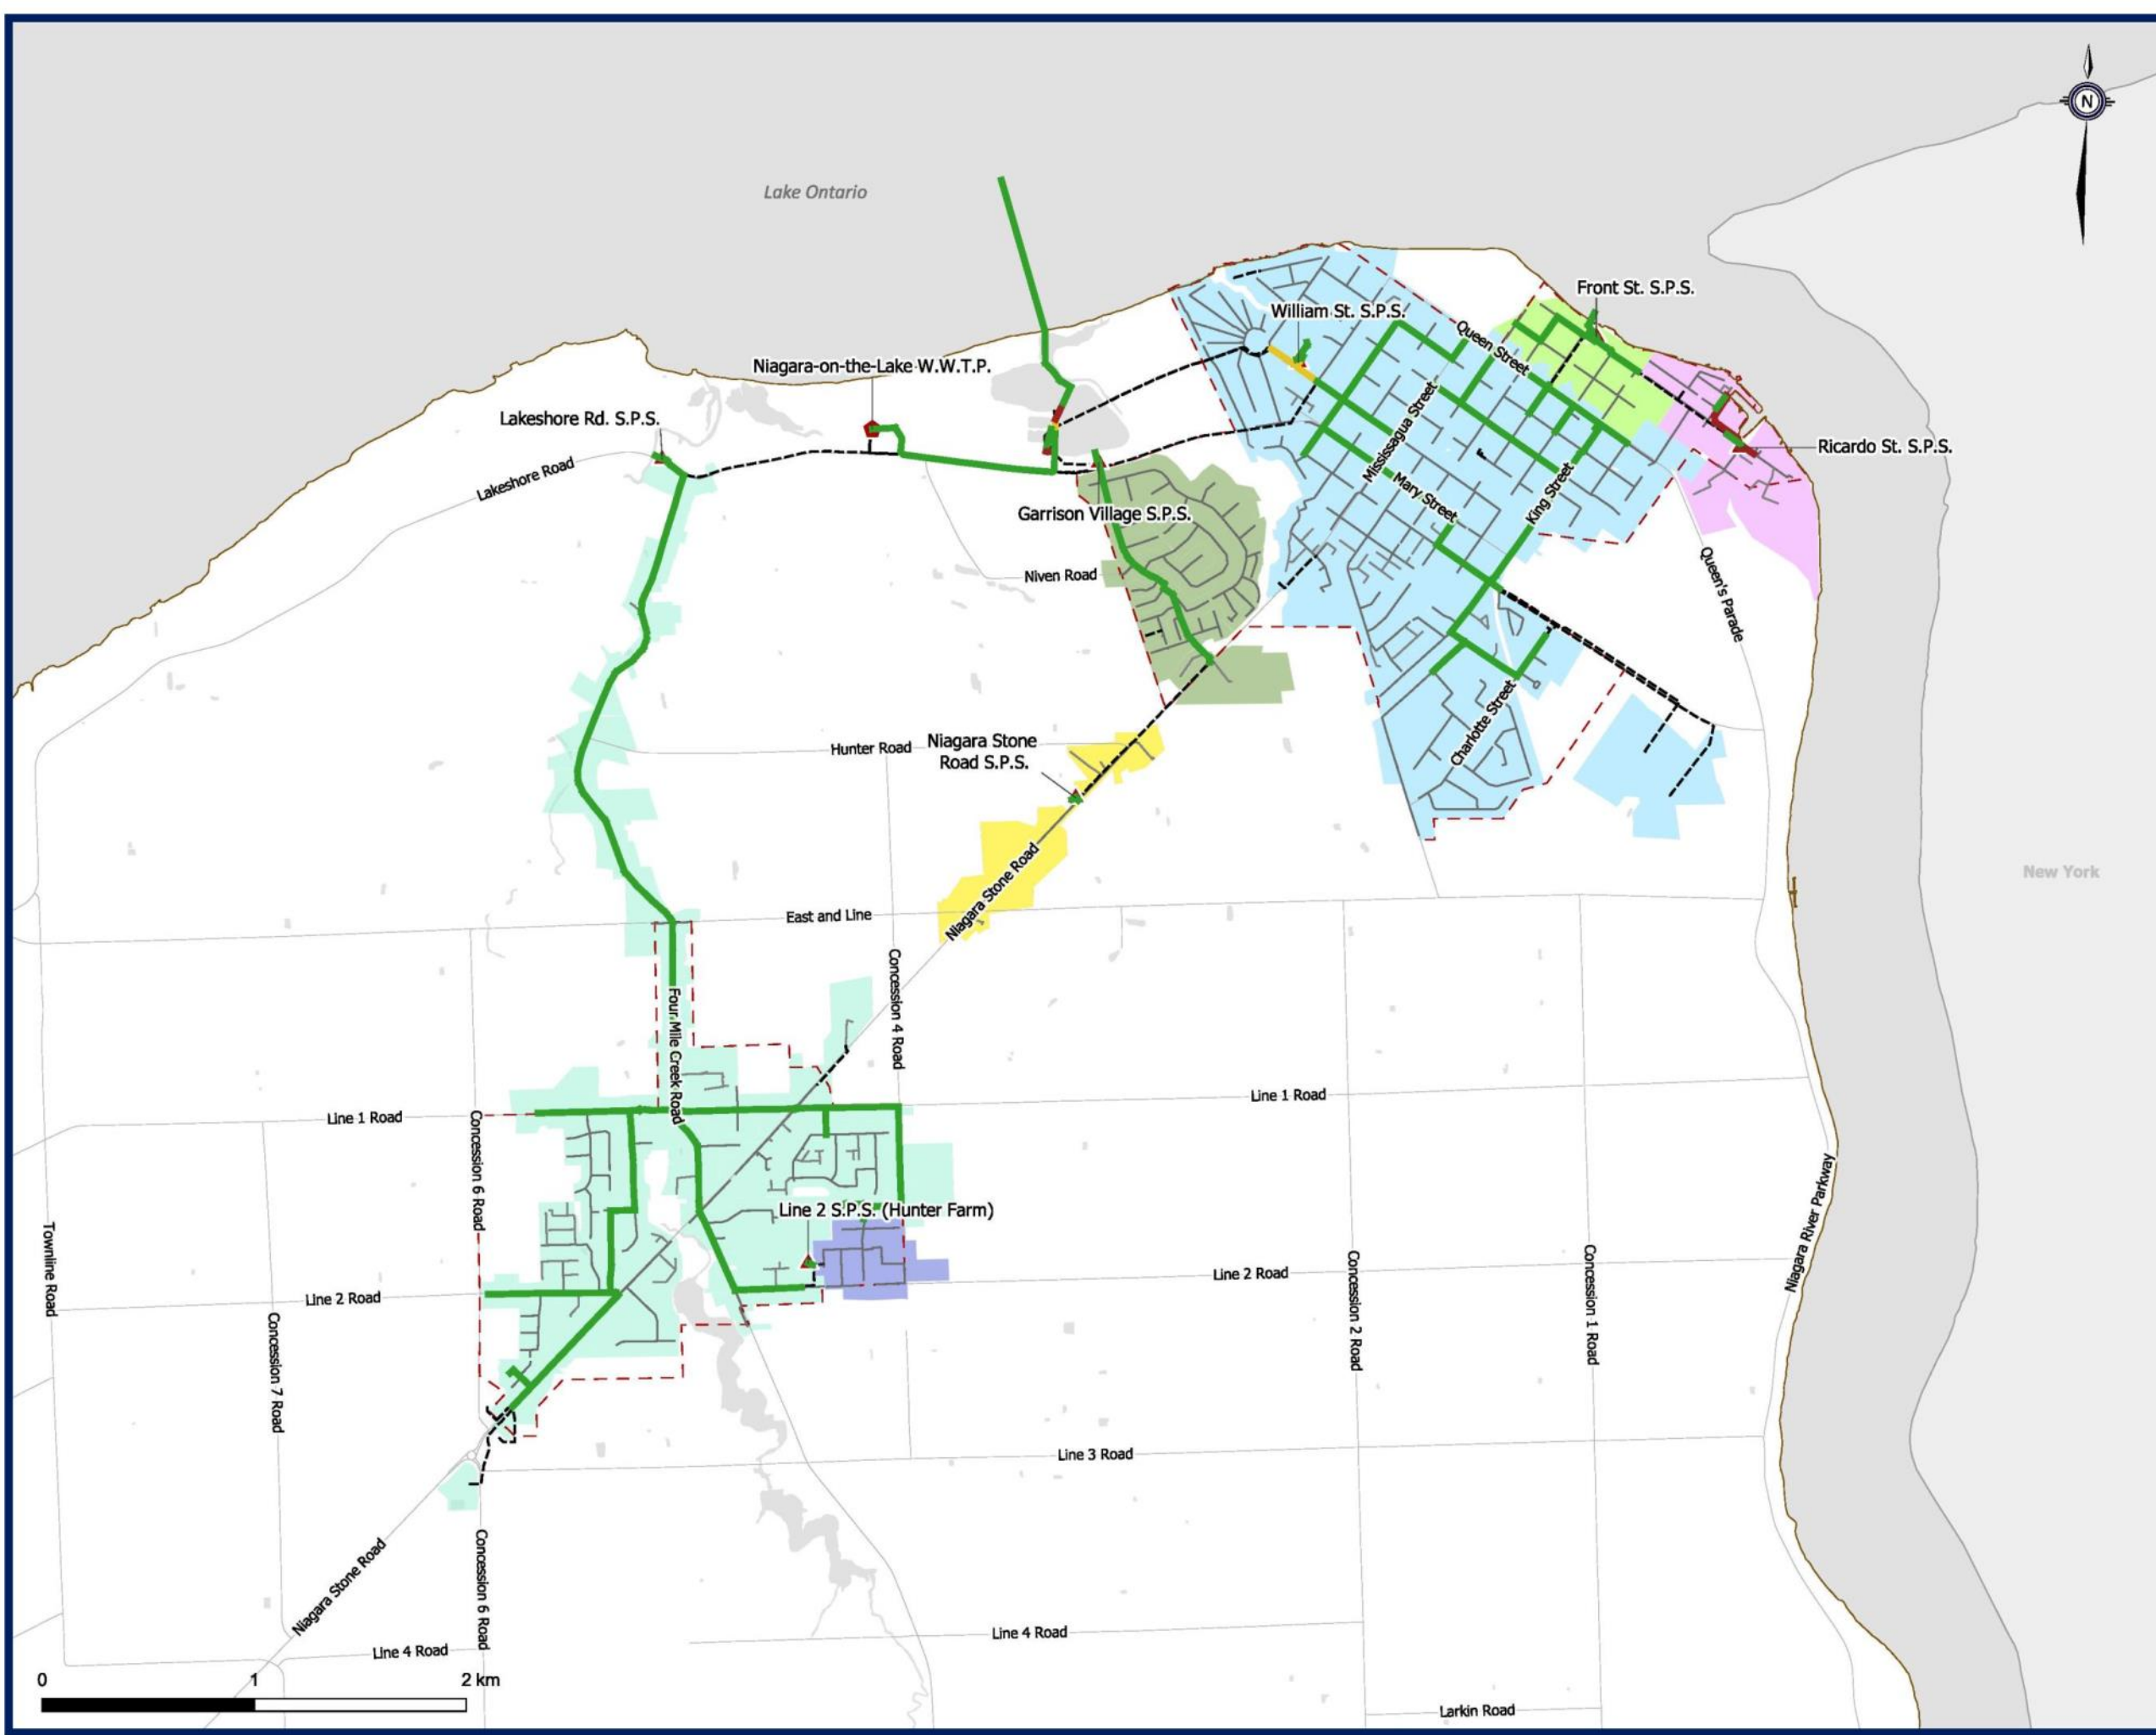 N
Lake Ontario
Front St. S.P.S.
William St. S.P.S.
Queen Street
Niagara-on-the-Lake W.W.T.P.
Lakeshore Rd. S.P.S.
Mississagua Street
Ricardo St. S.P.S.
Lakeshore Road
Mary Street
King Street
Garrison Village S.P.S.
Niven Road
Queen's Parade
Charlotte Street
Hunter Road
Niagara Stone
Road S.P.S.
New York
Niagara Stone Road
East and Line
Concession 4 Road
Four Mile Creek Road
Line 1 Road
Line 1 Road
Concession 6 Road
Niagara River Parkway
Line 2 S.P.S. (Hunter Farm)
Townline Road
Line 2 Road
Line 2 Road
Concession 2 Road
Concession 1 Road
Concession 7 Road
Line 3 Road
Niagara Stone Road
Concession 6 Road
Line 4 Road
Line 4 Road
0 1 2 km
Larkin Road